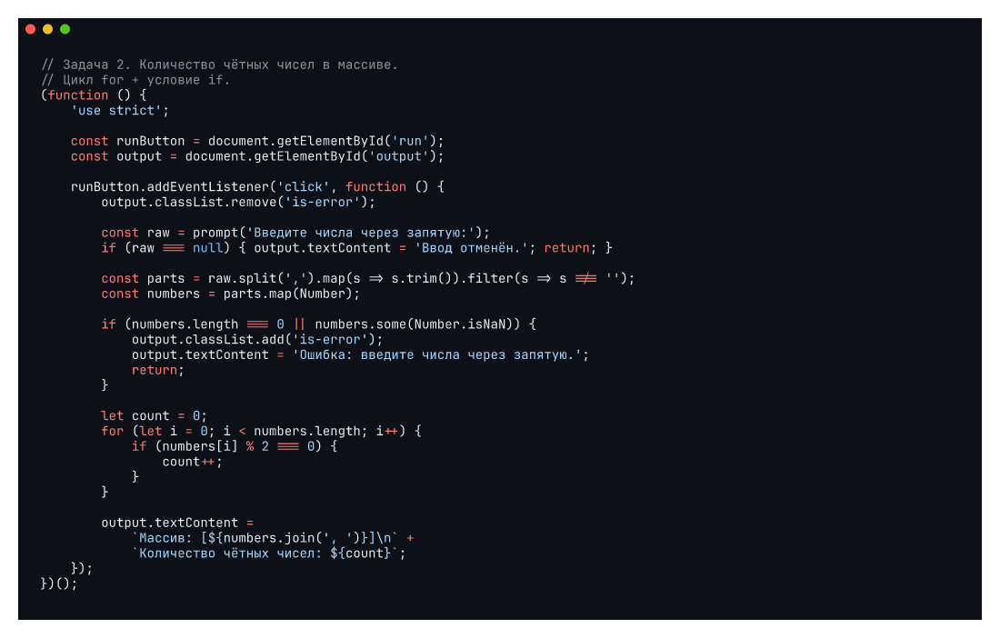 // Задача 2. Количество чётных чисел в массиве.
// Цикл for + условие if.
(function () {
    'use strict';

    const runButton = document.getElementById('run');
    const output = document.getElementById('output');

    runButton.addEventListener('click', function () {
        output.classList.remove('is-error');

        const raw = prompt('Введите числа через запятую:');
        if (raw === null) { output.textContent = 'Ввод отменён.'; return; }

        const parts = raw.split(',').map(s => s.trim()).filter(s => s !== '');
        const numbers = parts.map(Number);

        if (numbers.length === 0 || numbers.some(Number.isNaN)) {
            output.classList.add('is-error');
            output.textContent = 'Ошибка: введите числа через запятую.';
            return;
        }

        let count = 0;
        for (let i = 0; i < numbers.length; i++) {
            if (numbers[i] % 2 === 0) {
                count++;
            }
        }

        output.textContent =
            `Массив: [${numbers.join(', ')}]\n` +
            `Количество чётных чисел: ${count}`;
    });
})();